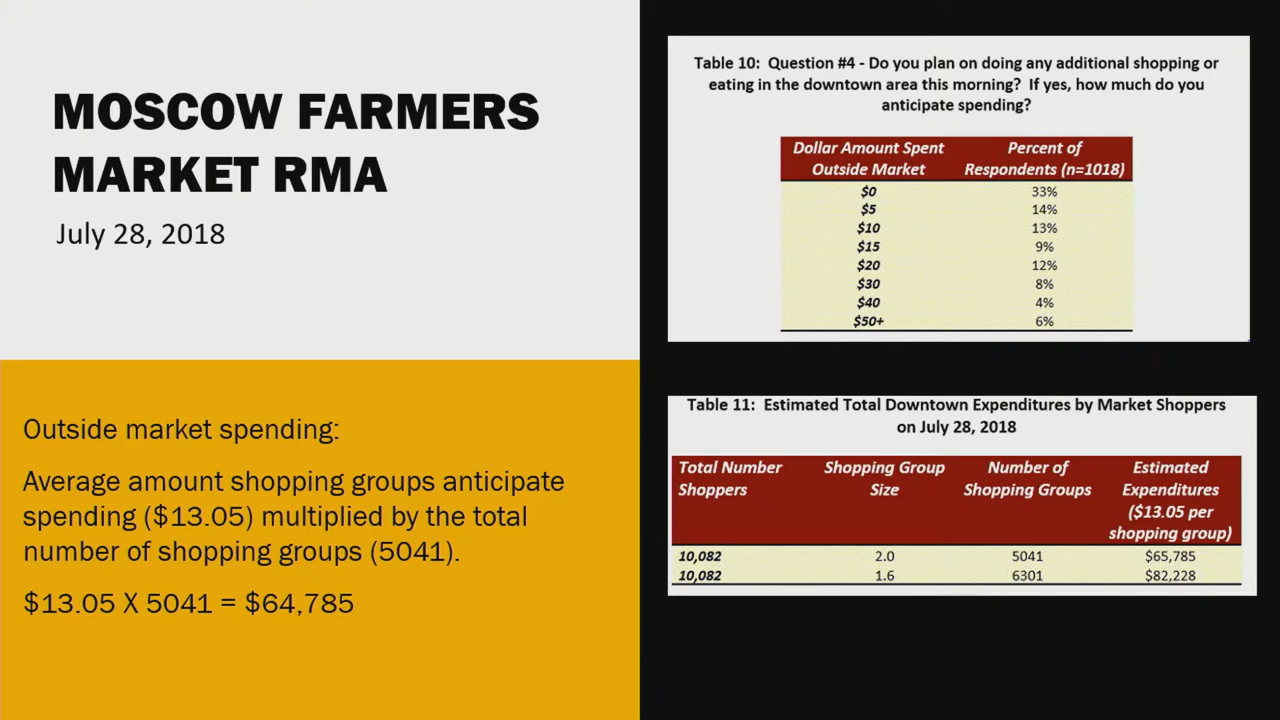 MOSCOW FARMERS
MARKET RMA
July 28, 2018
Outside market spending:
Average amount shopping groups anticipate
spending ($13.05) multiplied by the total
number of shopping groups (5041).
$13.05 X 5041 = $64,785
Table 10: Question #4 - Do you plan on doing any additional shopping or
eating in the downtown area this morning? If yes, how much do you
anticipate spending?
Dollar Amount Spent Outside Market Percent of Respondents (n=1018)
$0 33%
$5 14%
$10 13%
$15 9%
$20 12%
$30 8%
$40 4%
$50+ 6%
Table 11: Estimated Total Downtown Expenditures by Market Shoppers
on July 28, 2018
Total Number Shoppers Shopping Group Size Number of Shopping Groups Estimated Expenditures ($13.05 per shopping group)
10,082 2.0 5041 $65,785
10,082 1.6 6301 $82,228